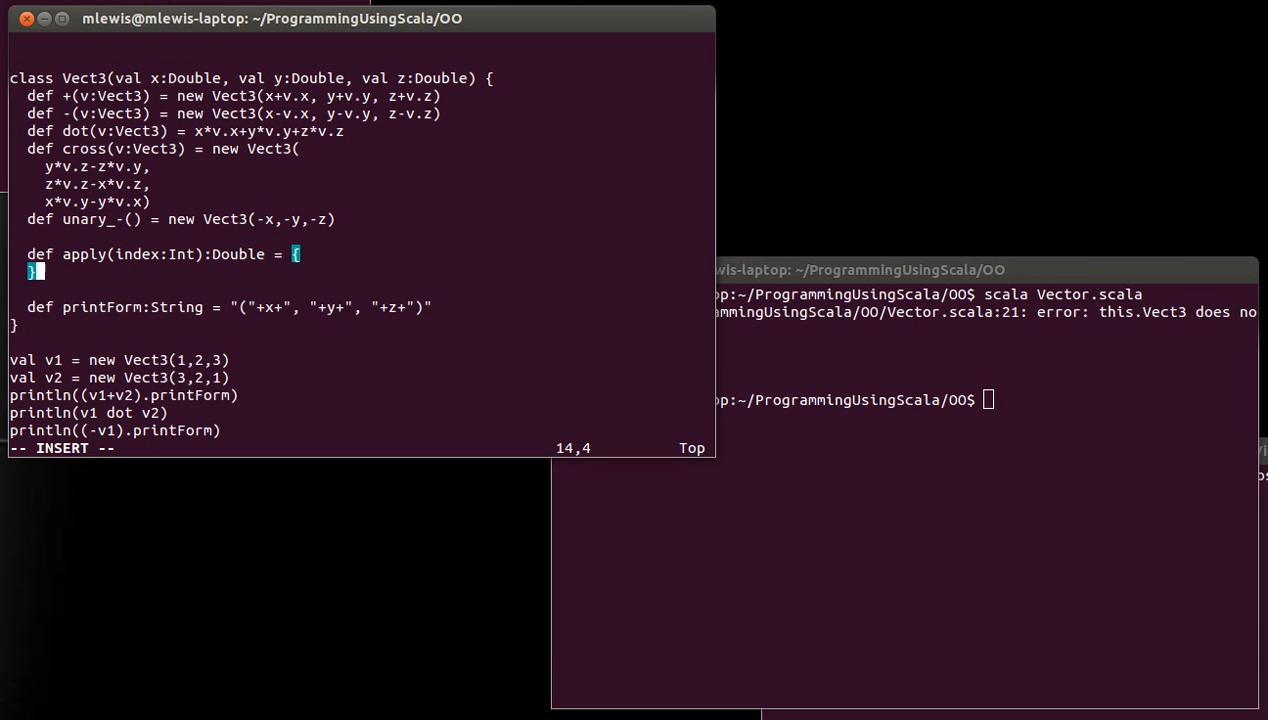 mlewis@mlewis-laptop: ~/ProgrammingUsingScala/OO
class Vect3(val x:Double, val y:Double, val z:Double) {
  def +(v:Vect3) = new Vect3(x+v.x, y+v.y, z+v.z)
  def -(v:Vect3) = new Vect3(x-v.x, y-v.y, z-v.z)
  def dot(v:Vect3) = x*v.x+y*v.y+z*v.z
  def cross(v:Vect3) = new Vect3(
    y*v.z-z*v.y,
    z*v.z-x*v.z,
    x*v.y-y*v.x)
  def unary_-() = new Vect3(-x,-y,-z)
  def apply(index:Int):Double = {
  }
  def printForm:String = "("+x+", "+y+", "+z+")"
}
val v1 = new Vect3(1,2,3)
val v2 = new Vect3(3,2,1)
println((v1+v2).printForm)
println(v1 dot v2)
println((-v1).printForm)
-- INSERT -- 14,4 Top
wis-laptop: ~/ProgrammingUsingScala/OO
op:~/ProgrammingUsingScala/OO$ scala Vector.scala
ammingUsingScala/OO/Vector.scala:21: error: this.Vect3 does no
op:~/ProgrammingUsingScala/OO$